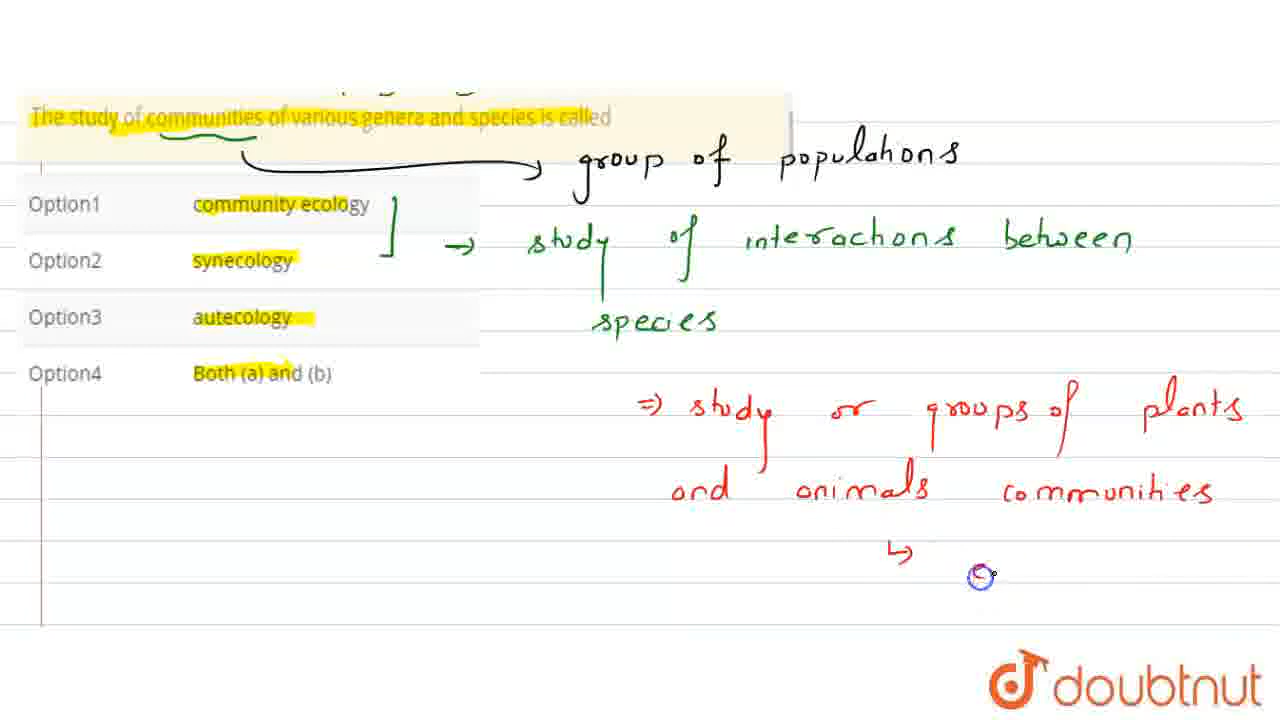 The study of communities of various genera and species is called
group of populations
Option1 community ecology
Option2 synecology
→ study of interactions between
species
Option3 autecology
Option4 Both (a) and (b)
⇒ study or groups of plants
and animals communities
doubtnut